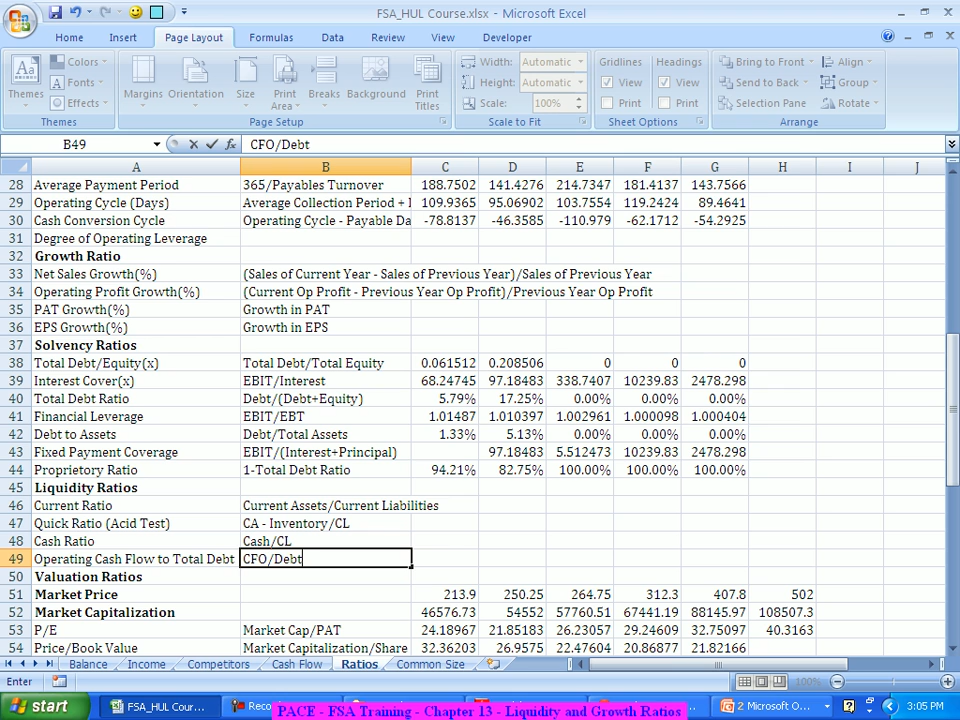 FSA_HUL Course.xlsx - Microsoft Excel
Home Insert Page Layout Formulas Data Review View Developer
Themes Colors Fonts Effects Margins Orientation Size Print Area Breaks Background Print Titles Width: Automatic Height: Automatic Scale: 100% Gridlines View Print Headings View Print Bring to Front Send to Back Selection Pane Align Group Rotate
Themes Page Setup Scale to Fit Sheet Options Arrange
B49 fx CFO/Debt
A B C D E F G H I J
28 Average Payment Period 365/Payables Turnover 188.7502 141.4276 214.7347 181.4137 143.7566
29 Operating Cycle (Days) Average Collection Period + I 109.9365 95.06902 103.7554 119.2424 89.4641
30 Cash Conversion Cycle Operating Cycle - Payable Da -78.8137 -46.3585 -110.979 -62.1712 -54.2925
31 Degree of Operating Leverage
32 Growth Ratio
33 Net Sales Growth(%) (Sales of Current Year - Sales of Previous Year)/Sales of Previous Year
34 Operating Profit Growth(%) (Current Op Profit - Previous Year Op Profit)/Previous Year Op Profit
35 PAT Growth(%) Growth in PAT
36 EPS Growth(%) Growth in EPS
37 Solvency Ratios
38 Total Debt/Equity(x) Total Debt/Total Equity 0.061512 0.208506 0 0 0
39 Interest Cover(x) EBIT/Interest 68.24745 97.18483 338.7407 10239.83 2478.298
40 Total Debt Ratio Debt/(Debt+Equity) 5.79% 17.25% 0.00% 0.00% 0.00%
41 Financial Leverage EBIT/EBT 1.01487 1.010397 1.002961 1.000098 1.000404
42 Debt to Assets Debt/Total Assets 1.33% 5.13% 0.00% 0.00% 0.00%
43 Fixed Payment Coverage EBIT/(Interest+Principal) 97.18483 5.512473 10239.83 2478.298
44 Proprietory Ratio 1-Total Debt Ratio 94.21% 82.75% 100.00% 100.00% 100.00%
45 Liquidity Ratios
46 Current Ratio Current Assets/Current Liabilities
47 Quick Ratio (Acid Test) CA - Inventory/CL
48 Cash Ratio Cash/CL
49 Operating Cash Flow to Total Debt CFO/Debt
50 Valuation Ratios
51 Market Price 213.9 250.25 264.75 312.3 407.8 502
52 Market Capitalization 46576.73 54552 57760.51 67441.19 88145.97 108507.3
53 P/E Market Cap/PAT 24.18967 21.85183 26.23057 29.24609 32.75097 40.3163
54 Price/Book Value Market Capitalization/Share 32.36203 26.9575 22.47604 20.86877 21.82166
Balance Income Competitors Cash Flow Ratios Common Size
Enter 100%
start FSA_HUL Cour... Reco 2 Microsoft O... 3:05 PM
PACE - FSA Training - Chapter 13 - Liquidity and Growth Ratios